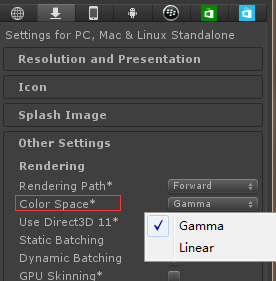 Settings for PC, Mac & Linux Standalone
Resolution and Presentation
Icon
Splash Image
Other Settings
Rendering
Rendering Path*
Forward
Color Space*
Gamma
Use Direct3D 11*
Gamma
Static Batching
Linear
Dynamic Batching
GPU Skinning*